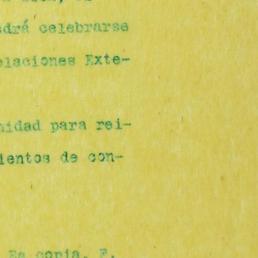 drá celebrarse
elaciones Exte-
nidad para rei-
ientos de con-
Es copia. F.